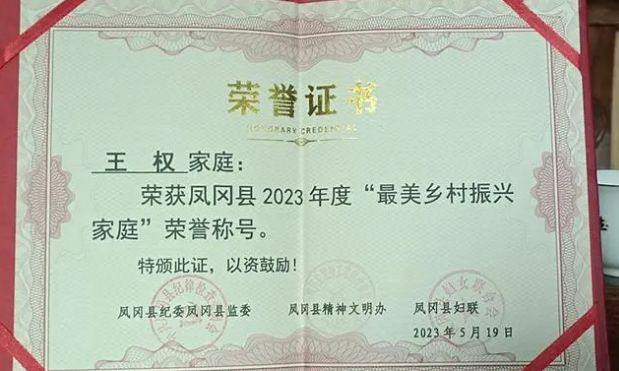 荣誉证书
HONORARY CREDENTIAL
王 权 家庭：
荣获凤冈县2023年度“最美乡村振兴
家庭”荣誉称号。
特颁此证，以资鼓励！
凤冈县纪委凤冈县监委 凤冈县精神文明办 凤冈县妇联
2023年5月19日